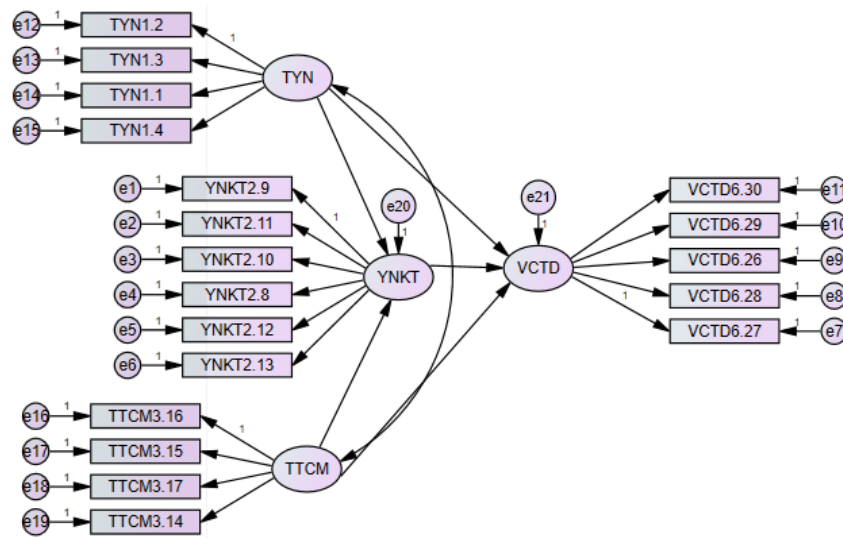 e12 1 TYN1.2
1
e13 1 TYN1.3
e14 1 TYN1.1
e15 1 TYN1.4
TYN
e1 1 YNKT2.9
1
e2 1 YNKT2.11
e3 1 YNKT2.10
e4 1 YNKT2.8
e5 1 YNKT2.12
e6 1 YNKT2.13
e20
1
YNKT
e21
1
VCTD
VCTD6.30 1 e11
VCTD6.29 1 e10
VCTD6.26 1 e9
VCTD6.28 1 e8
1
VCTD6.27 1 e7
e16 1 TTCM3.16
1
e17 1 TTCM3.15
e18 1 TTCM3.17
e19 1 TTCM3.14
TTCM